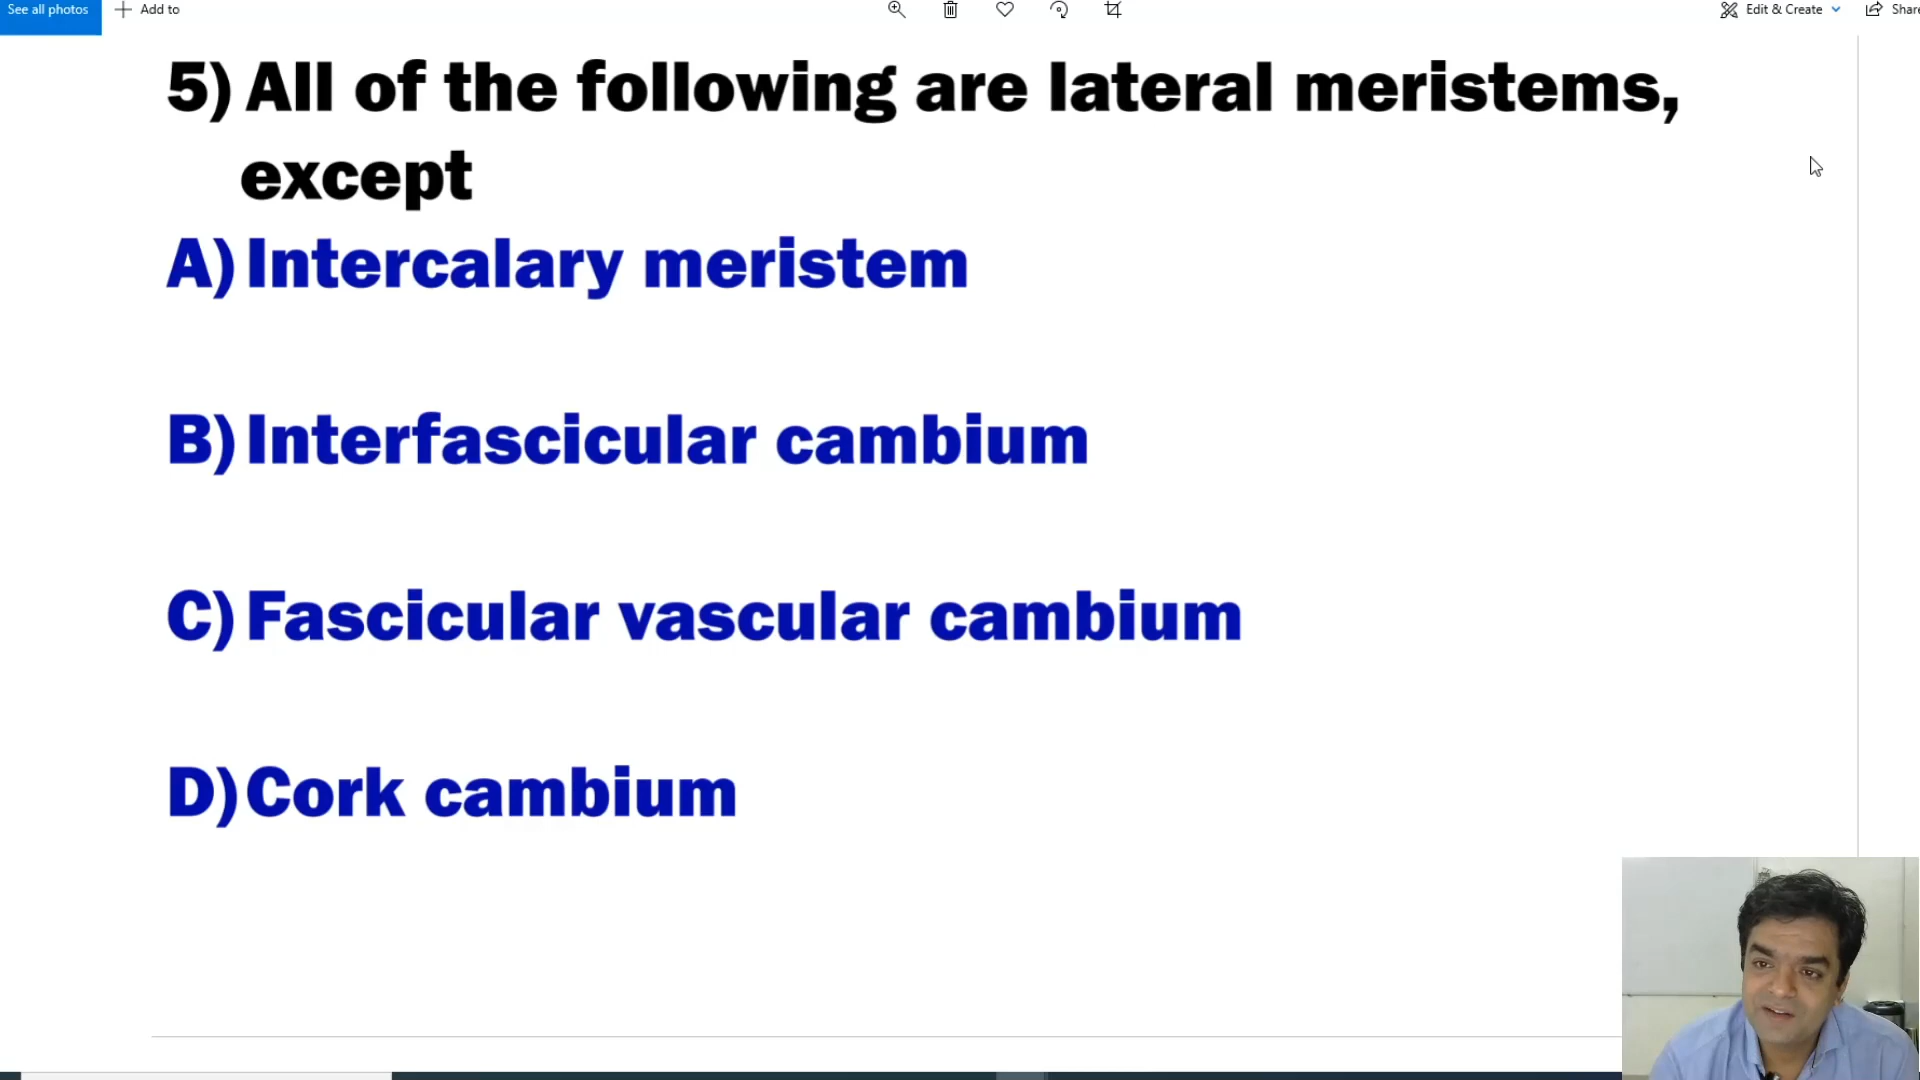 See all photos
Add to
Edit & Create
Share
5) All of the following are lateral meristems,
except
A) Intercalary meristem
B) Interfascicular cambium
C) Fascicular vascular cambium
D) Cork cambium